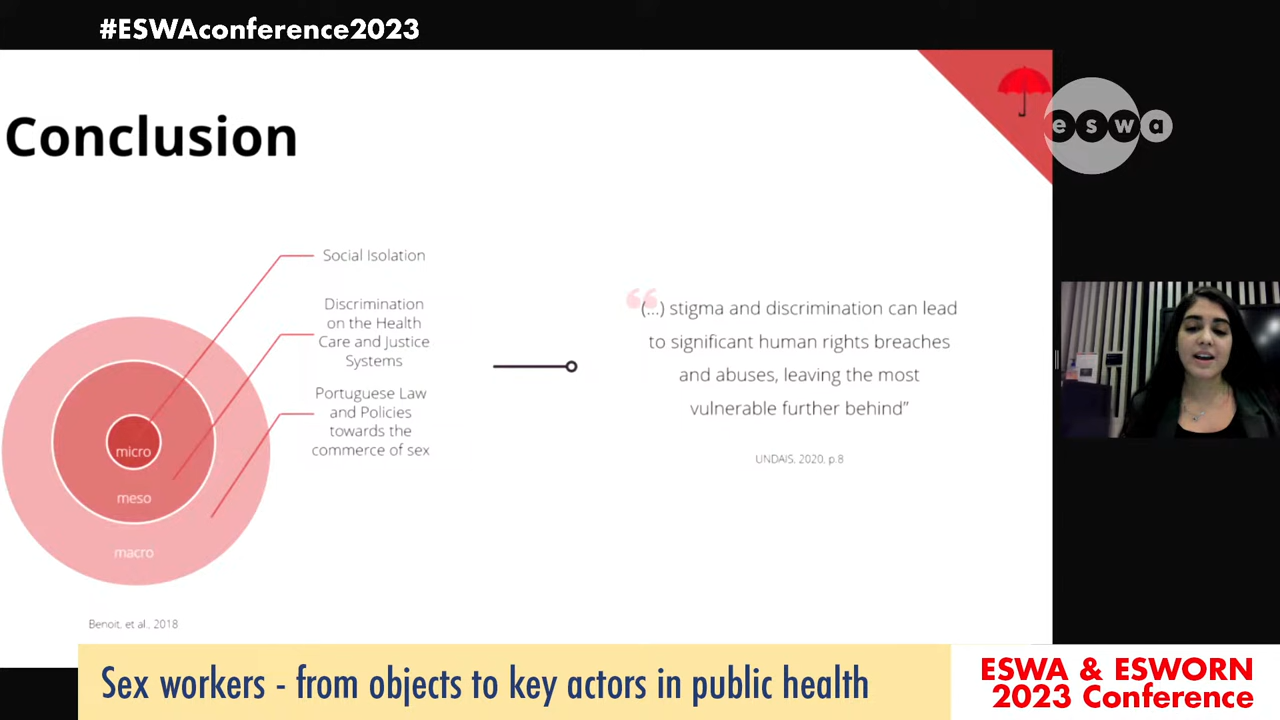 #ESWAconference2023
eswa
Conclusion
Social Isolation
Discrimination
on the Health
Care and Justice
Systems
Portuguese Law
and Policies
towards the
commerce of sex
micro
meso
macro
Benoit, et al., 2018
“
(...) stigma and discrimination can lead
to significant human rights breaches
and abuses, leaving the most
vulnerable further behind”
UNDAIS, 2020, p.8
Sex workers - from objects to key actors in public health
ESWA & ESWORN
2023 Conference